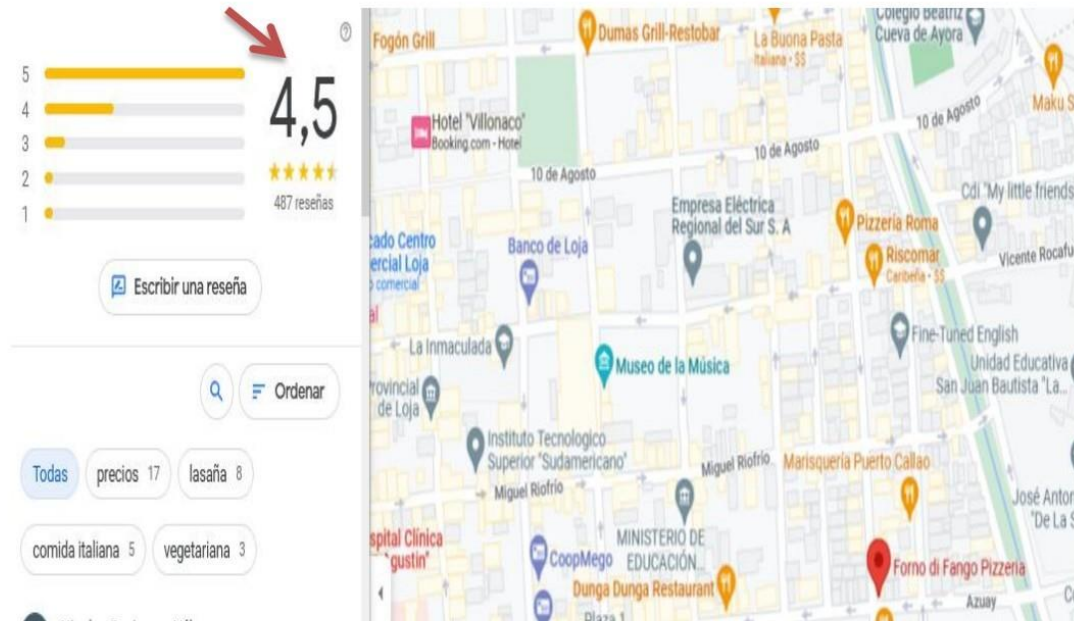 5
4
3
2
1
4,5
487 reseñas
Escribir una reseña
Ordenar
Todas
precios 17
lasaña 8
comida italiana 5
vegetariana 3
Fogón Grill
Dumas Grill-Restobar
La Buona Pasta
Italiana • $$
Colegio Beatriz
Cueva de Ayora
Maku S
Hotel "Villonaco"
Booking.com - Hotel
10 de Agosto
10 de Agosto
10 de Agosto
Empresa Eléctrica
Regional del Sur S. A
Cdi "My little friends
Pizzería Roma
cado Centro
ercial Loja
o comercial
al
Banco de Loja
Riscomar
Caribeña • $$
Vicente Rocafu
La Inmaculada
Fine-Tuned English
Museo de la Música
Unidad Educativa
San Juan Bautista "La...
rovincial
de Loja
Instituto Tecnologico
Superior "Sudamericano"
Miguel Riofrio
Miguel Riofrio
Marisquería Puerto Callao
José Anton
"De La S
spital Clínica
gustin"
MINISTERIO DE
EDUCACIÓN...
CoopMego
Forno di Fango Pizzeria
Dunga Dunga Restaurant
Azuay
Plaza 1